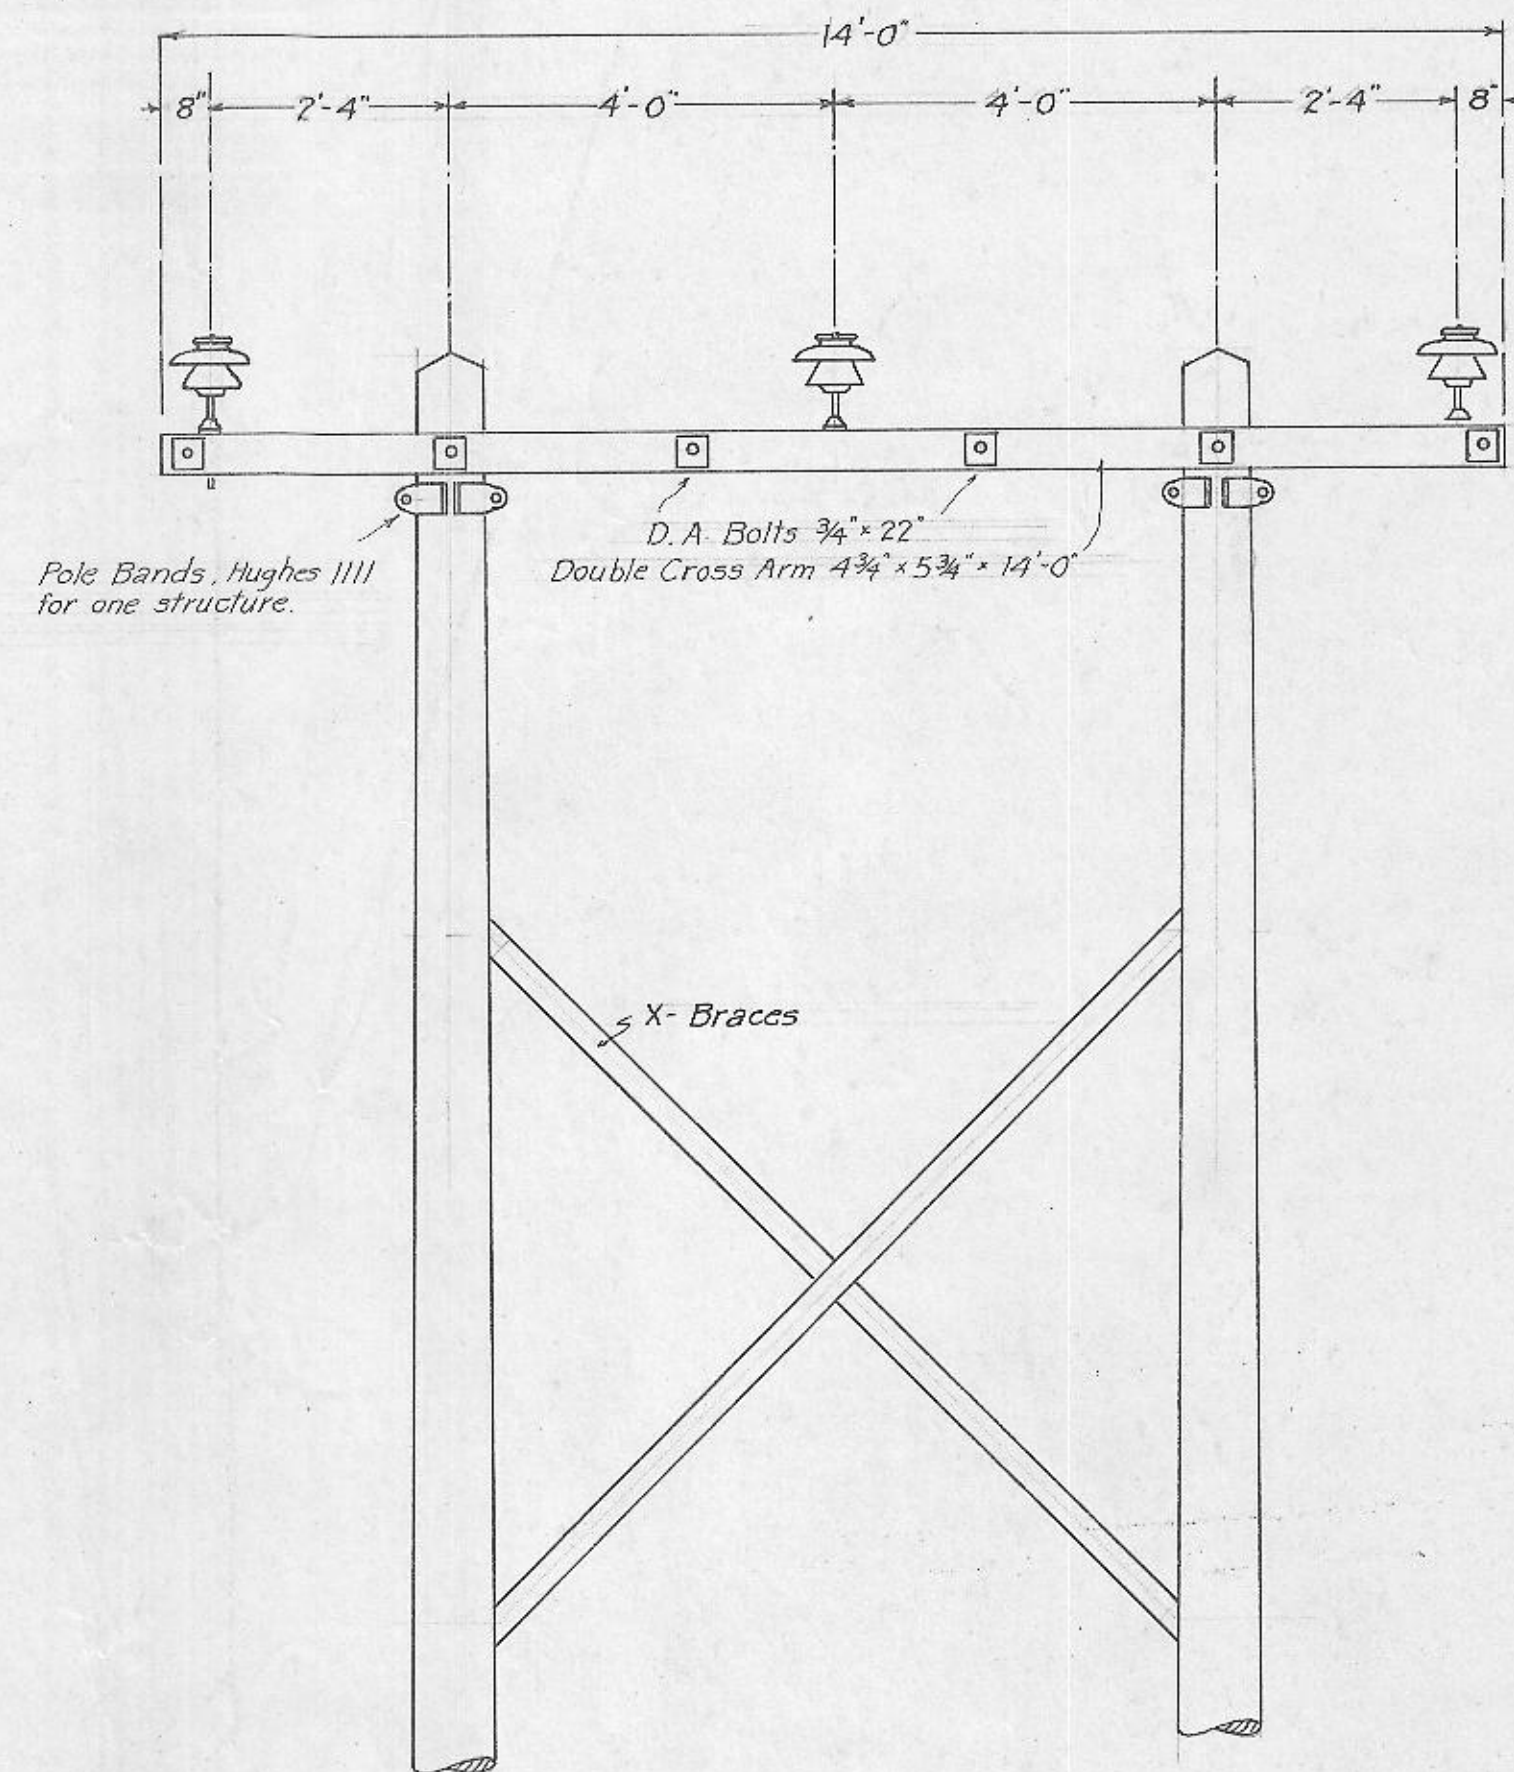 14'-0"
8" 2'-4" 4'-0" 4'-0" 2'-4" 8"
D.A. Bolts 3/4" x 22"
Double Cross Arm 4 3/4" x 5 3/4" x 14'-0"
Pole Bands, Hughes 1111
for one structure.
X- Braces